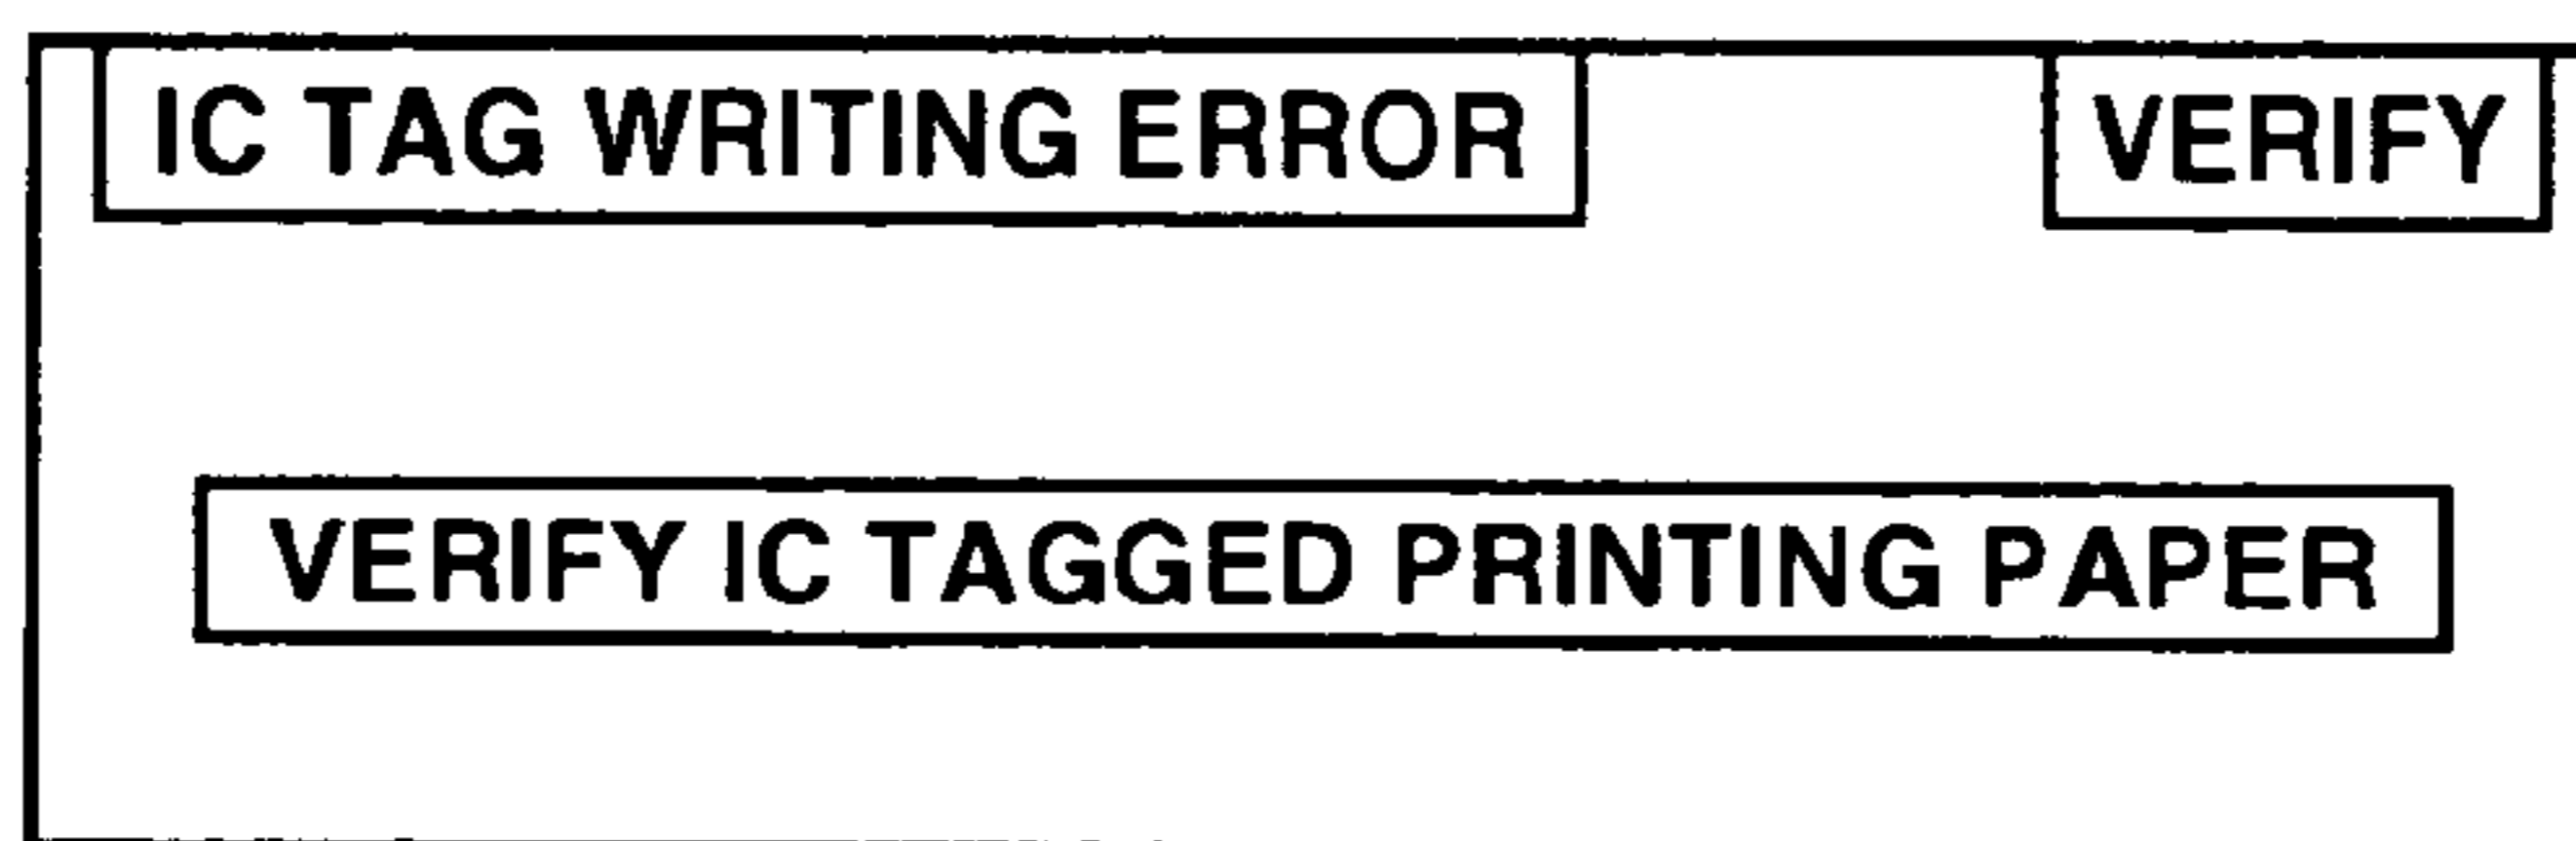 IC TAG WRITING ERROR
VERIFY
VERIFY IC TAGGED PRINTING PAPER